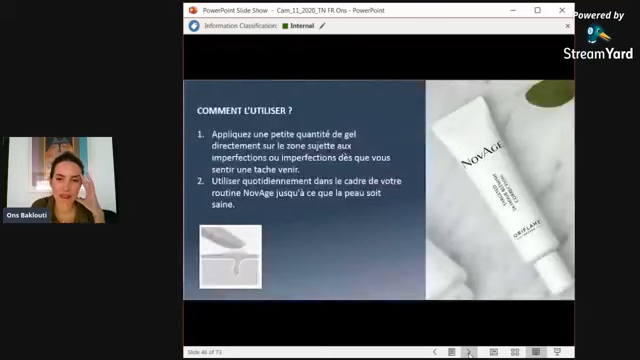 PowerPoint Slide Show - Cam_11_2020_TN FR Ons - PowerPoint
Information Classification: Internal
Powered by
StreamYard
COMMENT L'UTILISER ?
1. Appliquez une petite quantité de gel
directement sur le zone sujette aux
imperfections ou imperfections dès que vous
sentir une tache venir.
2. Utiliser quotidiennement dans le cadre de votre
routine NovAge jusqu'à ce que la peau soit
saine.
NOVAGE
ORIFLAME
Ons Baklouti
Slide 46 of 73